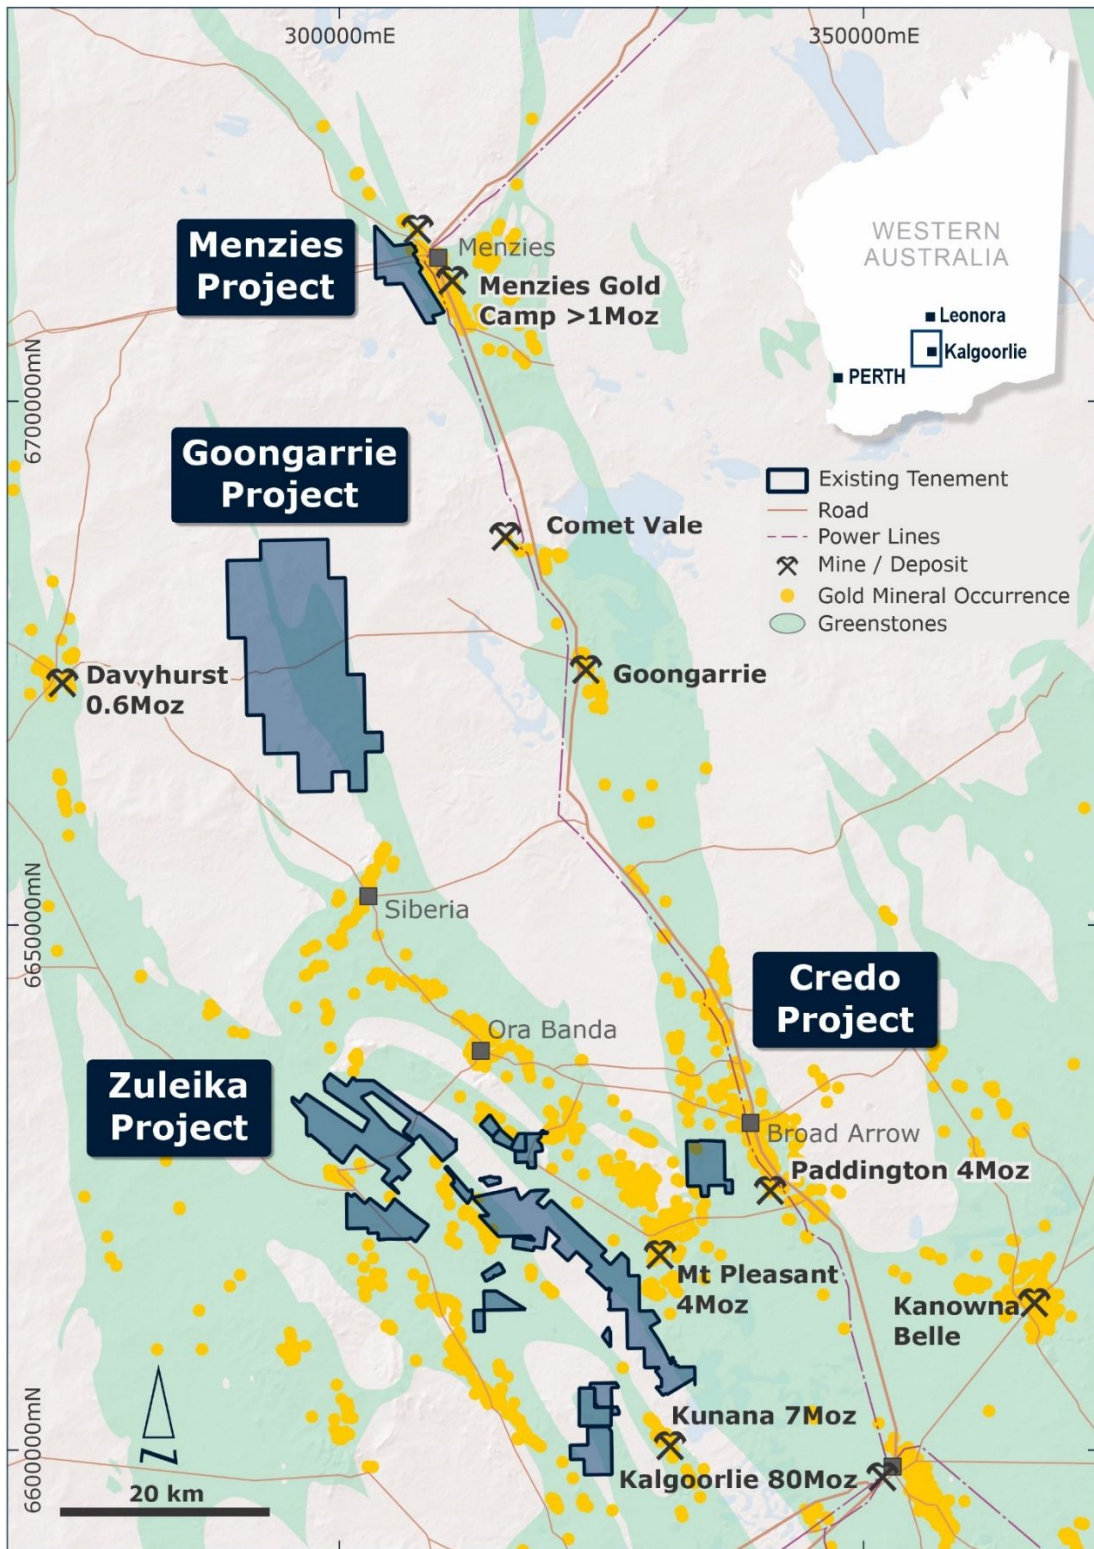 300000mE
350000mE
WESTERN
AUSTRALIA
Leonora
Kalgoorlie
PERTH
Menzies
Project
Menzies
Menzies Gold
Camp >1Moz
6700000mN
Goongarrie
Project
Existing Tenement
Road
Power Lines
Mine / Deposit
Gold Mineral Occurrence
Greenstones
Comet Vale
Davyhurst
0.6Moz
Goongarrie
Siberia
6650000mN
Credo
Project
Ora Banda
Zuleika
Project
Broad Arrow
Paddington 4Moz
Mt Pleasant
4Moz
Kanowna
Belle
Kunana 7Moz
Kalgoorlie 80Moz
6600000mN
Z
20 km